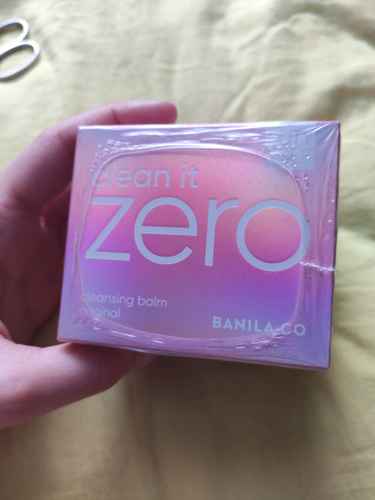 clean it
zero
cleansing balm
original
BANILA CO